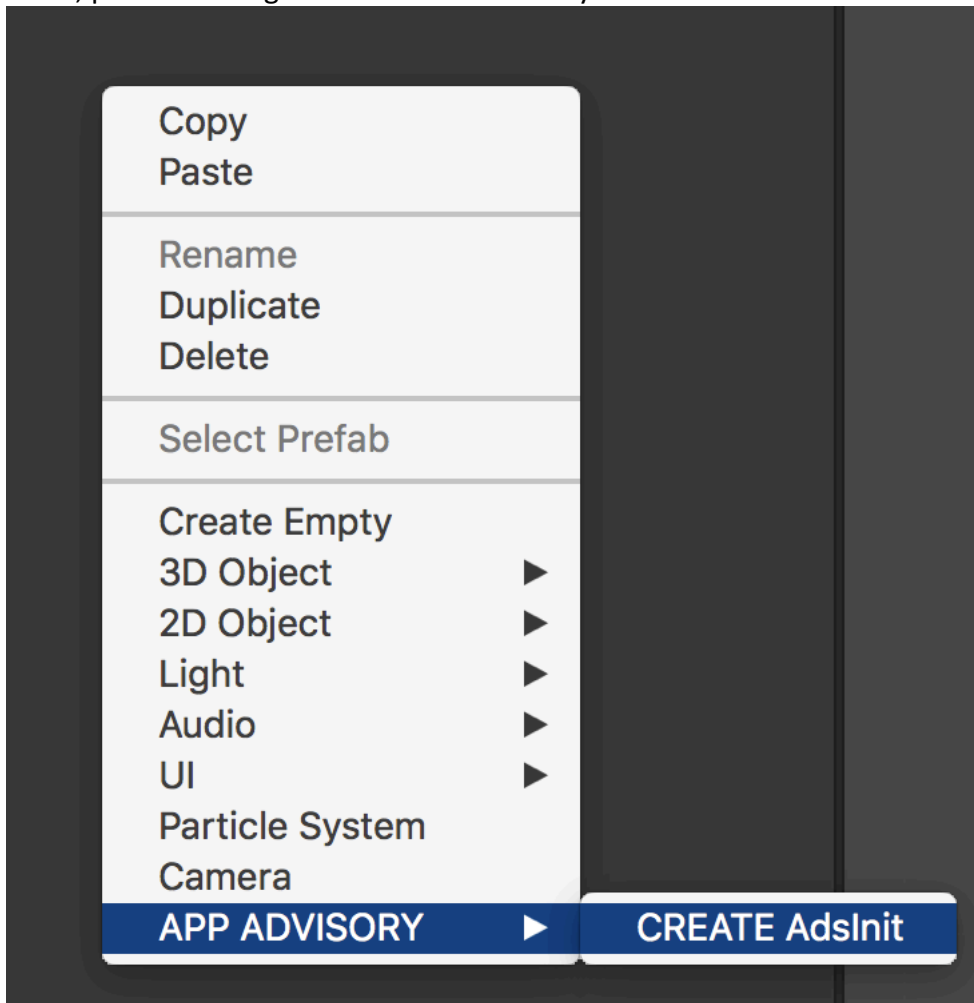 Copy
Paste
Rename
Duplicate
Delete
Select Prefab
Create Empty
3D Object
2D Object
Light
Audio
UI
Particle System
Camera
APP ADVISORY
CREATE AdsInit